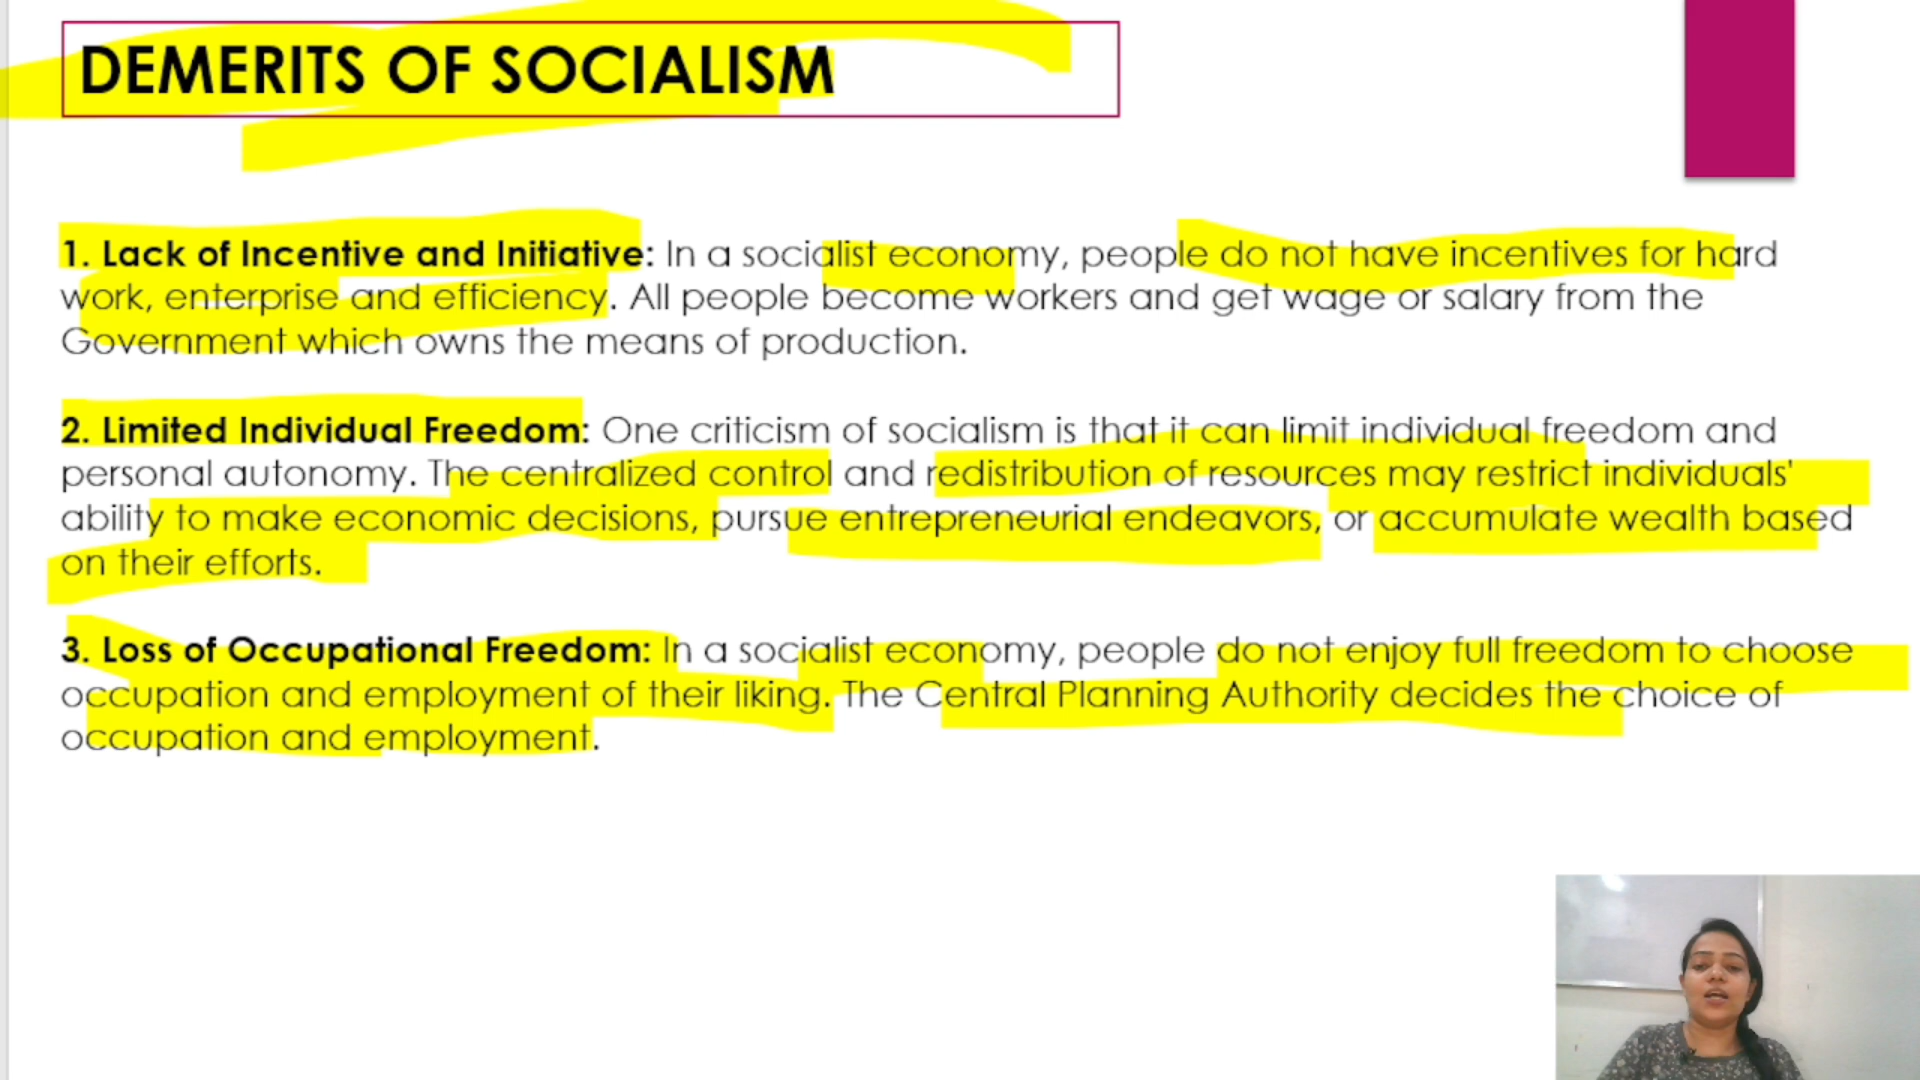 DEMERITS OF SOCIALISM
1. Lack of Incentive and Initiative: In a socialist economy, people do not have incentives for hard
work, enterprise and efficiency. All people become workers and get wage or salary from the
Government which owns the means of production.
2. Limited Individual Freedom: One criticism of socialism is that it can limit individual freedom and
personal autonomy. The centralized control and redistribution of resources may restrict individuals'
ability to make economic decisions, pursue entrepreneurial endeavors, or accumulate wealth based
on their efforts.
3. Loss of Occupational Freedom: In a socialist economy, people do not enjoy full freedom to choose
occupation and employment of their liking. The Central Planning Authority decides the choice of
occupation and employment.